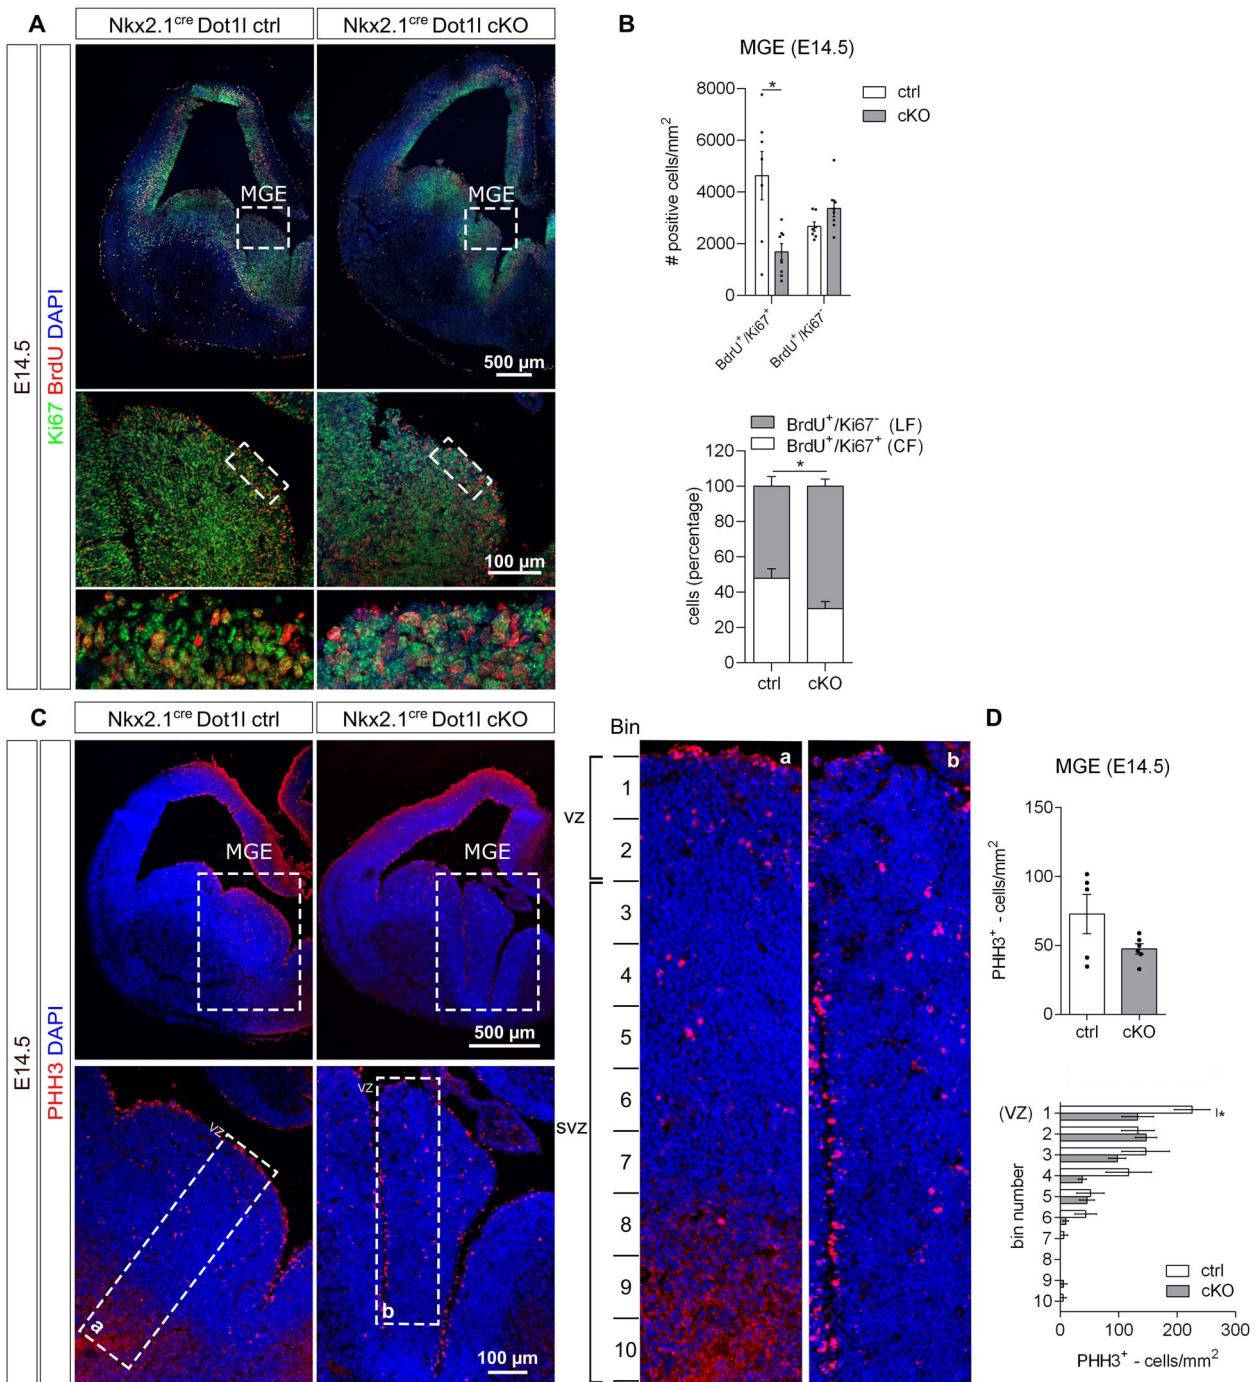 A
Nkx2.1cre Dot1l ctrl
Nkx2.1cre Dot1l cKO
E14.5
Ki67 BrdU DAPI
MGE
MGE
500 µm
100 µm
B
MGE (E14.5)
ctrl
cKO
# positive cells/mm2
8000
6000
4000
2000
0
*
BdrU+/Ki67+
BrdU+/Ki67-
BrdU+/Ki67- (LF)
BrdU+/Ki67+ (CF)
cells (percentage)
120
100
80
60
40
20
0
*
ctrl
cKO
C
Nkx2.1cre Dot1l ctrl
Nkx2.1cre Dot1l cKO
E14.5
PHH3 DAPI
MGE
MGE
500 µm
VZ
a
VZ
b
100 µm
Bin
VZ
SVZ
1
2
3
4
5
6
7
8
9
10
a
b
D
MGE (E14.5)
PHH3+ - cells/mm2
150
100
50
0
ctrl
cKO
(VZ) 1
2
3
4
5
6
7
8
9
10
bin number
*
ctrl
cKO
0
100
200
300
PHH3+ - cells/mm2